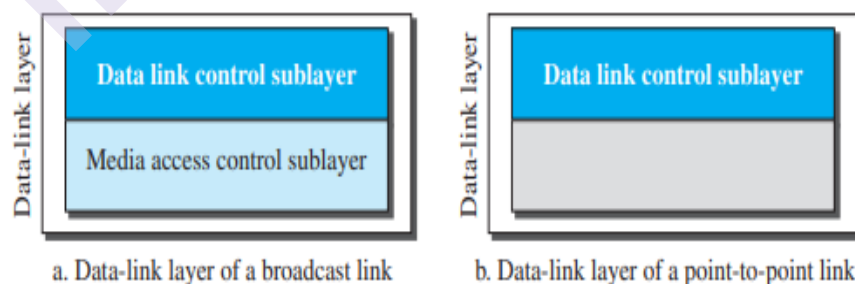 Data-link layer
Data link control sublayer
Media access control sublayer
a. Data-link layer of a broadcast link
Data-link layer
Data link control sublayer
b. Data-link layer of a point-to-point link